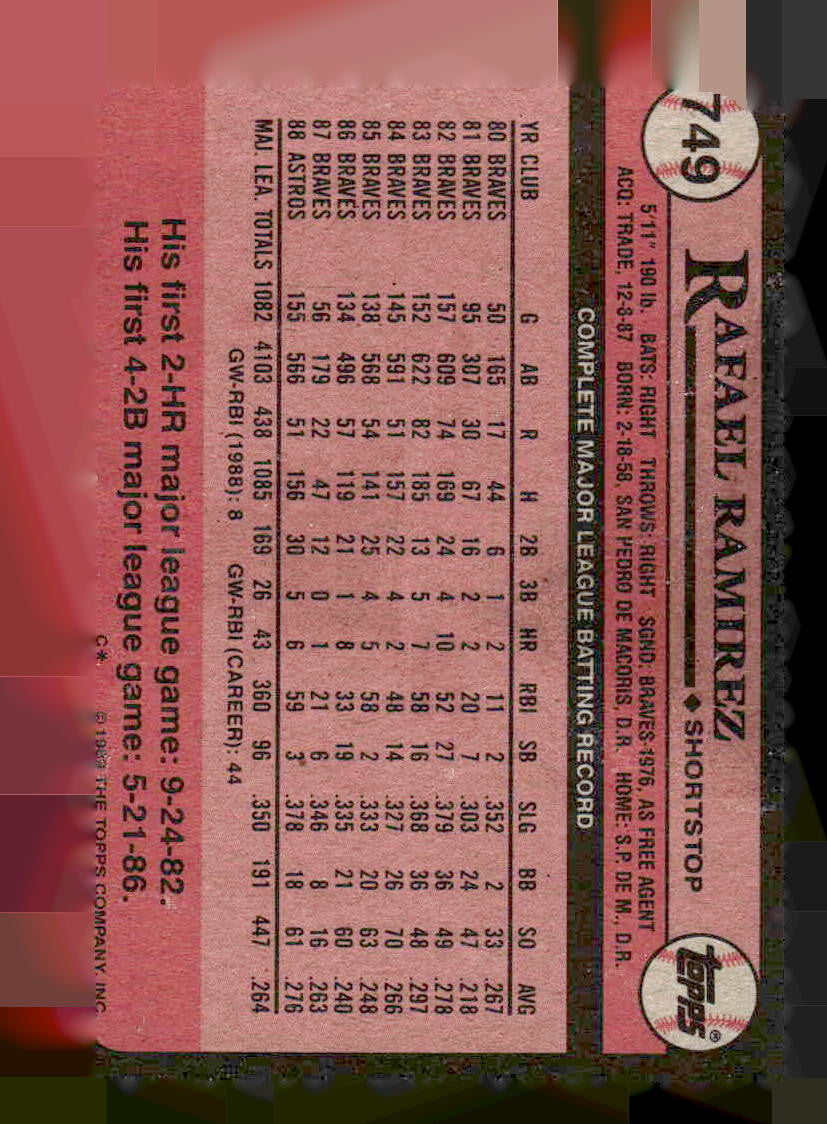 749
RAFAEL RAMIREZ ◆ SHORTSTOP
topps®
5'11" 190 lb. BATS: RIGHT THROWS: RIGHT SGND: BRAVES-1976, AS FREE AGENT
ACQ: TRADE, 12-8-87 BORN: 2-18-58, SAN PEDRO DE MACORIS, D.R. HOME: S.P. DE M., D.R.
COMPLETE MAJOR LEAGUE BATTING RECORD
YR CLUB G AB R H 2B 3B HR RBI SB SLG BB SO AVG
80 BRAVES 50 165 17 44 6 1 2 11 2 .352 2 33 .267
81 BRAVES 95 307 30 67 16 2 2 20 7 .303 24 47 .218
82 BRAVES 157 609 74 169 24 4 10 52 27 .379 36 49 .278
83 BRAVES 152 622 82 185 13 5 7 58 16 .368 36 48 .297
84 BRAVES 145 591 51 157 22 4 2 48 14 .327 26 70 .266
85 BRAVES 138 568 54 141 25 4 5 58 2 .333 20 63 .248
86 BRAVES 134 496 57 119 21 1 8 33 19 .335 21 60 .240
87 BRAVES 56 179 22 47 12 0 1 21 6 .346 8 16 .263
88 ASTROS 155 566 51 156 30 5 6 59 3 .378 18 61 .276
MAJ. LEA. TOTALS 1082 4103 438 1085 169 26 43 360 96 .350 191 447 .264
GW-RBI (1988): 8 GW-RBI (CAREER): 44
His first 2-HR major league game: 9-24-82.
His first 4-2B major league game: 5-21-86.
C*. © 1989 THE TOPPS COMPANY, INC.